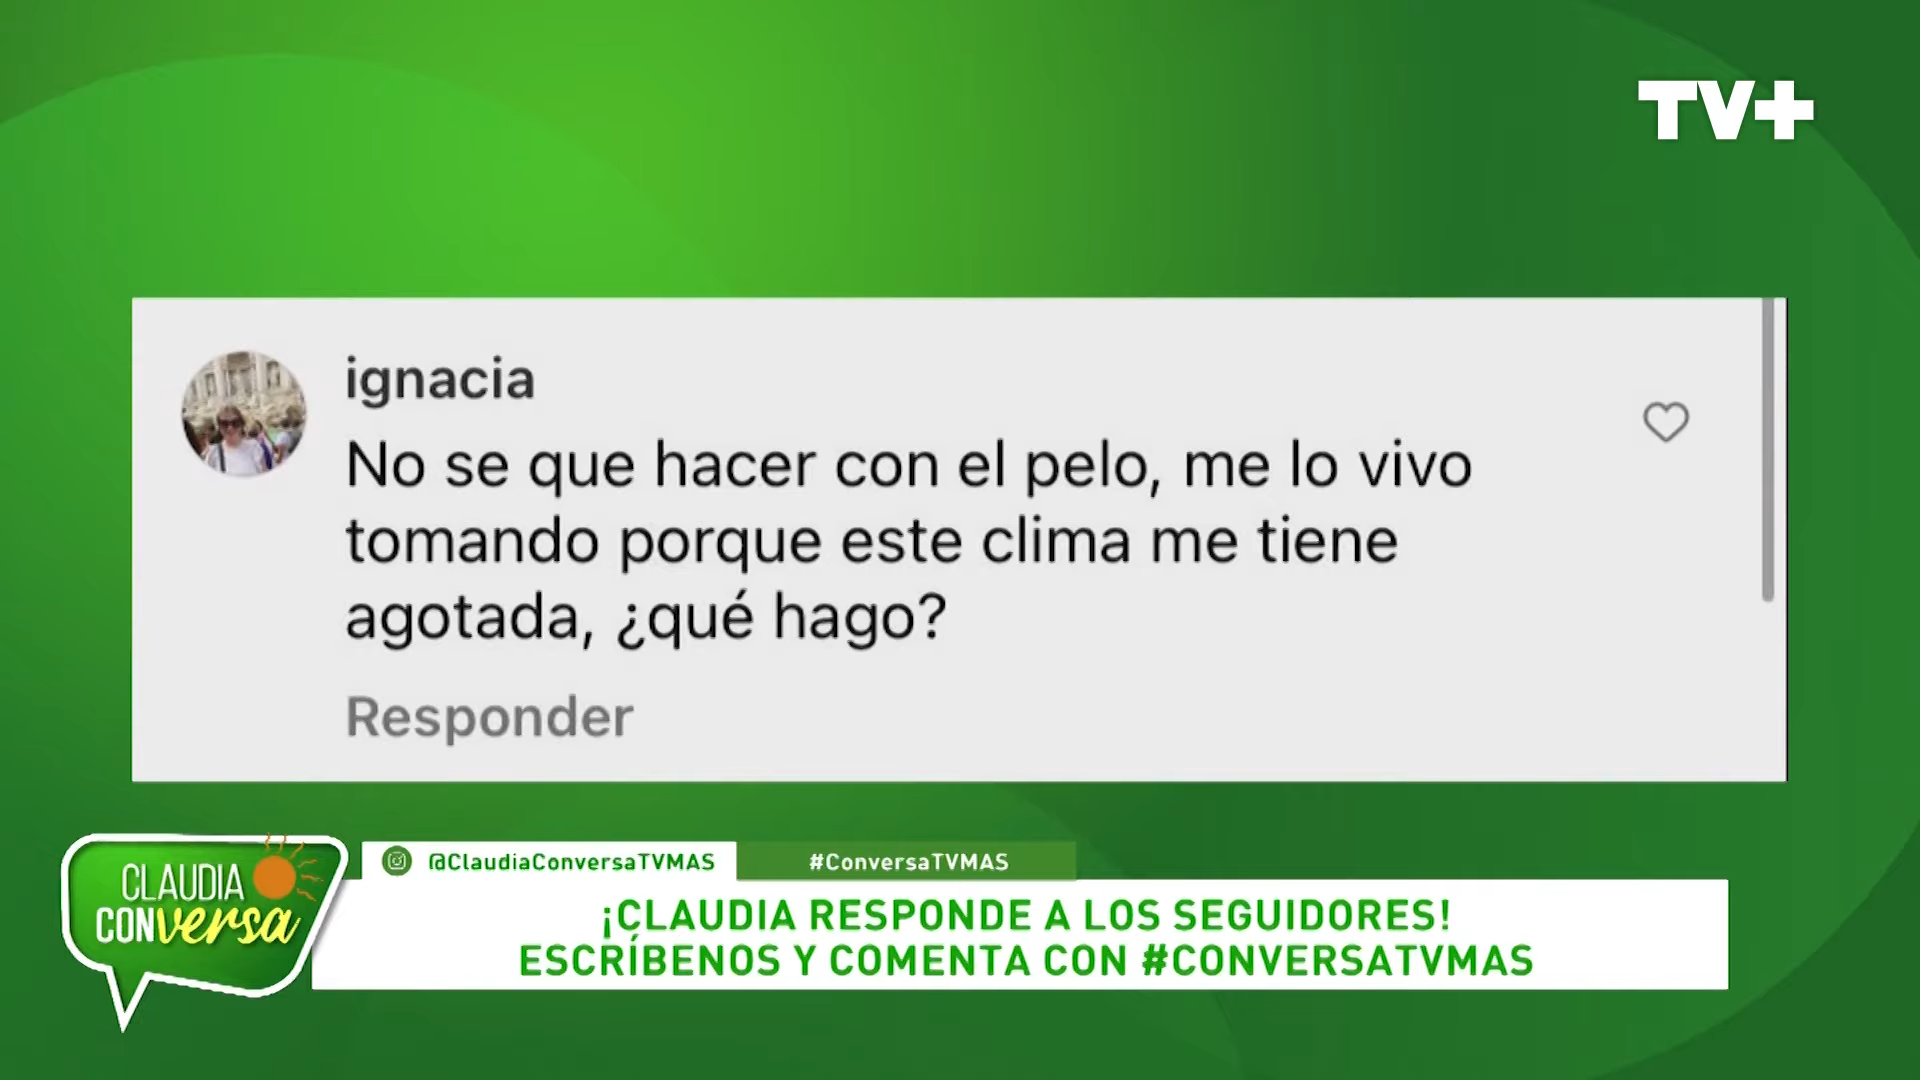 TV+
ignacia
No se que hacer con el pelo, me lo vivo
tomando porque este clima me tiene
agotada, ¿qué hago?
Responder
CLAUDIA
CONversa
@ClaudiaConversaTVMAS
#ConversaTVMAS
¡CLAUDIA RESPONDE A LOS SEGUIDORES!
ESCRÍBENOS Y COMENTA CON #CONVERSATVMAS